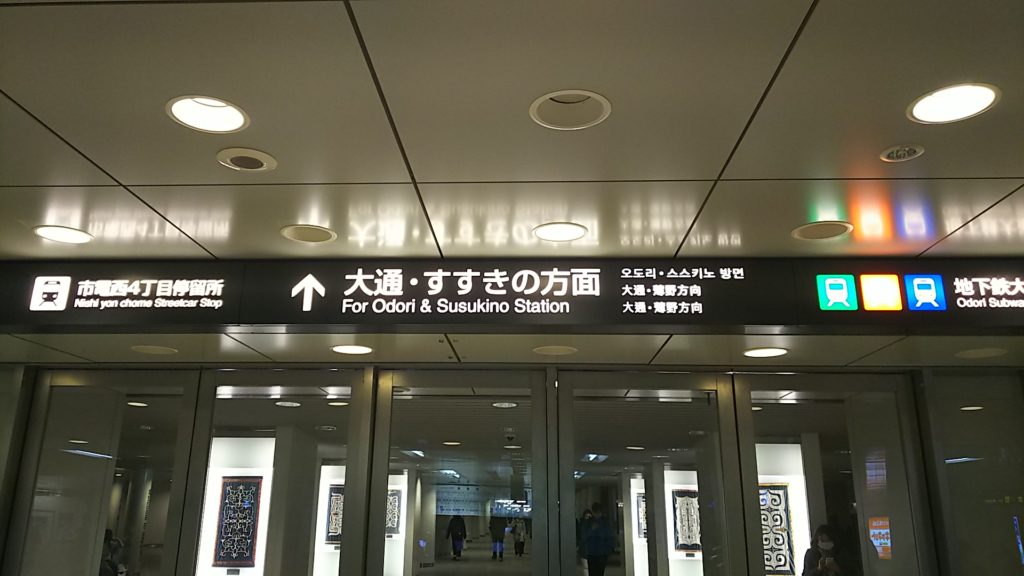 市電西4丁目停留所
Nishi yon chome Streetcar Stop
大通・すすきの方面
For Odori & Susukino Station
오도리・스스키노 방면
大通・薄野方向
大通・薄野方向
地下鉄大
Odori Subwa